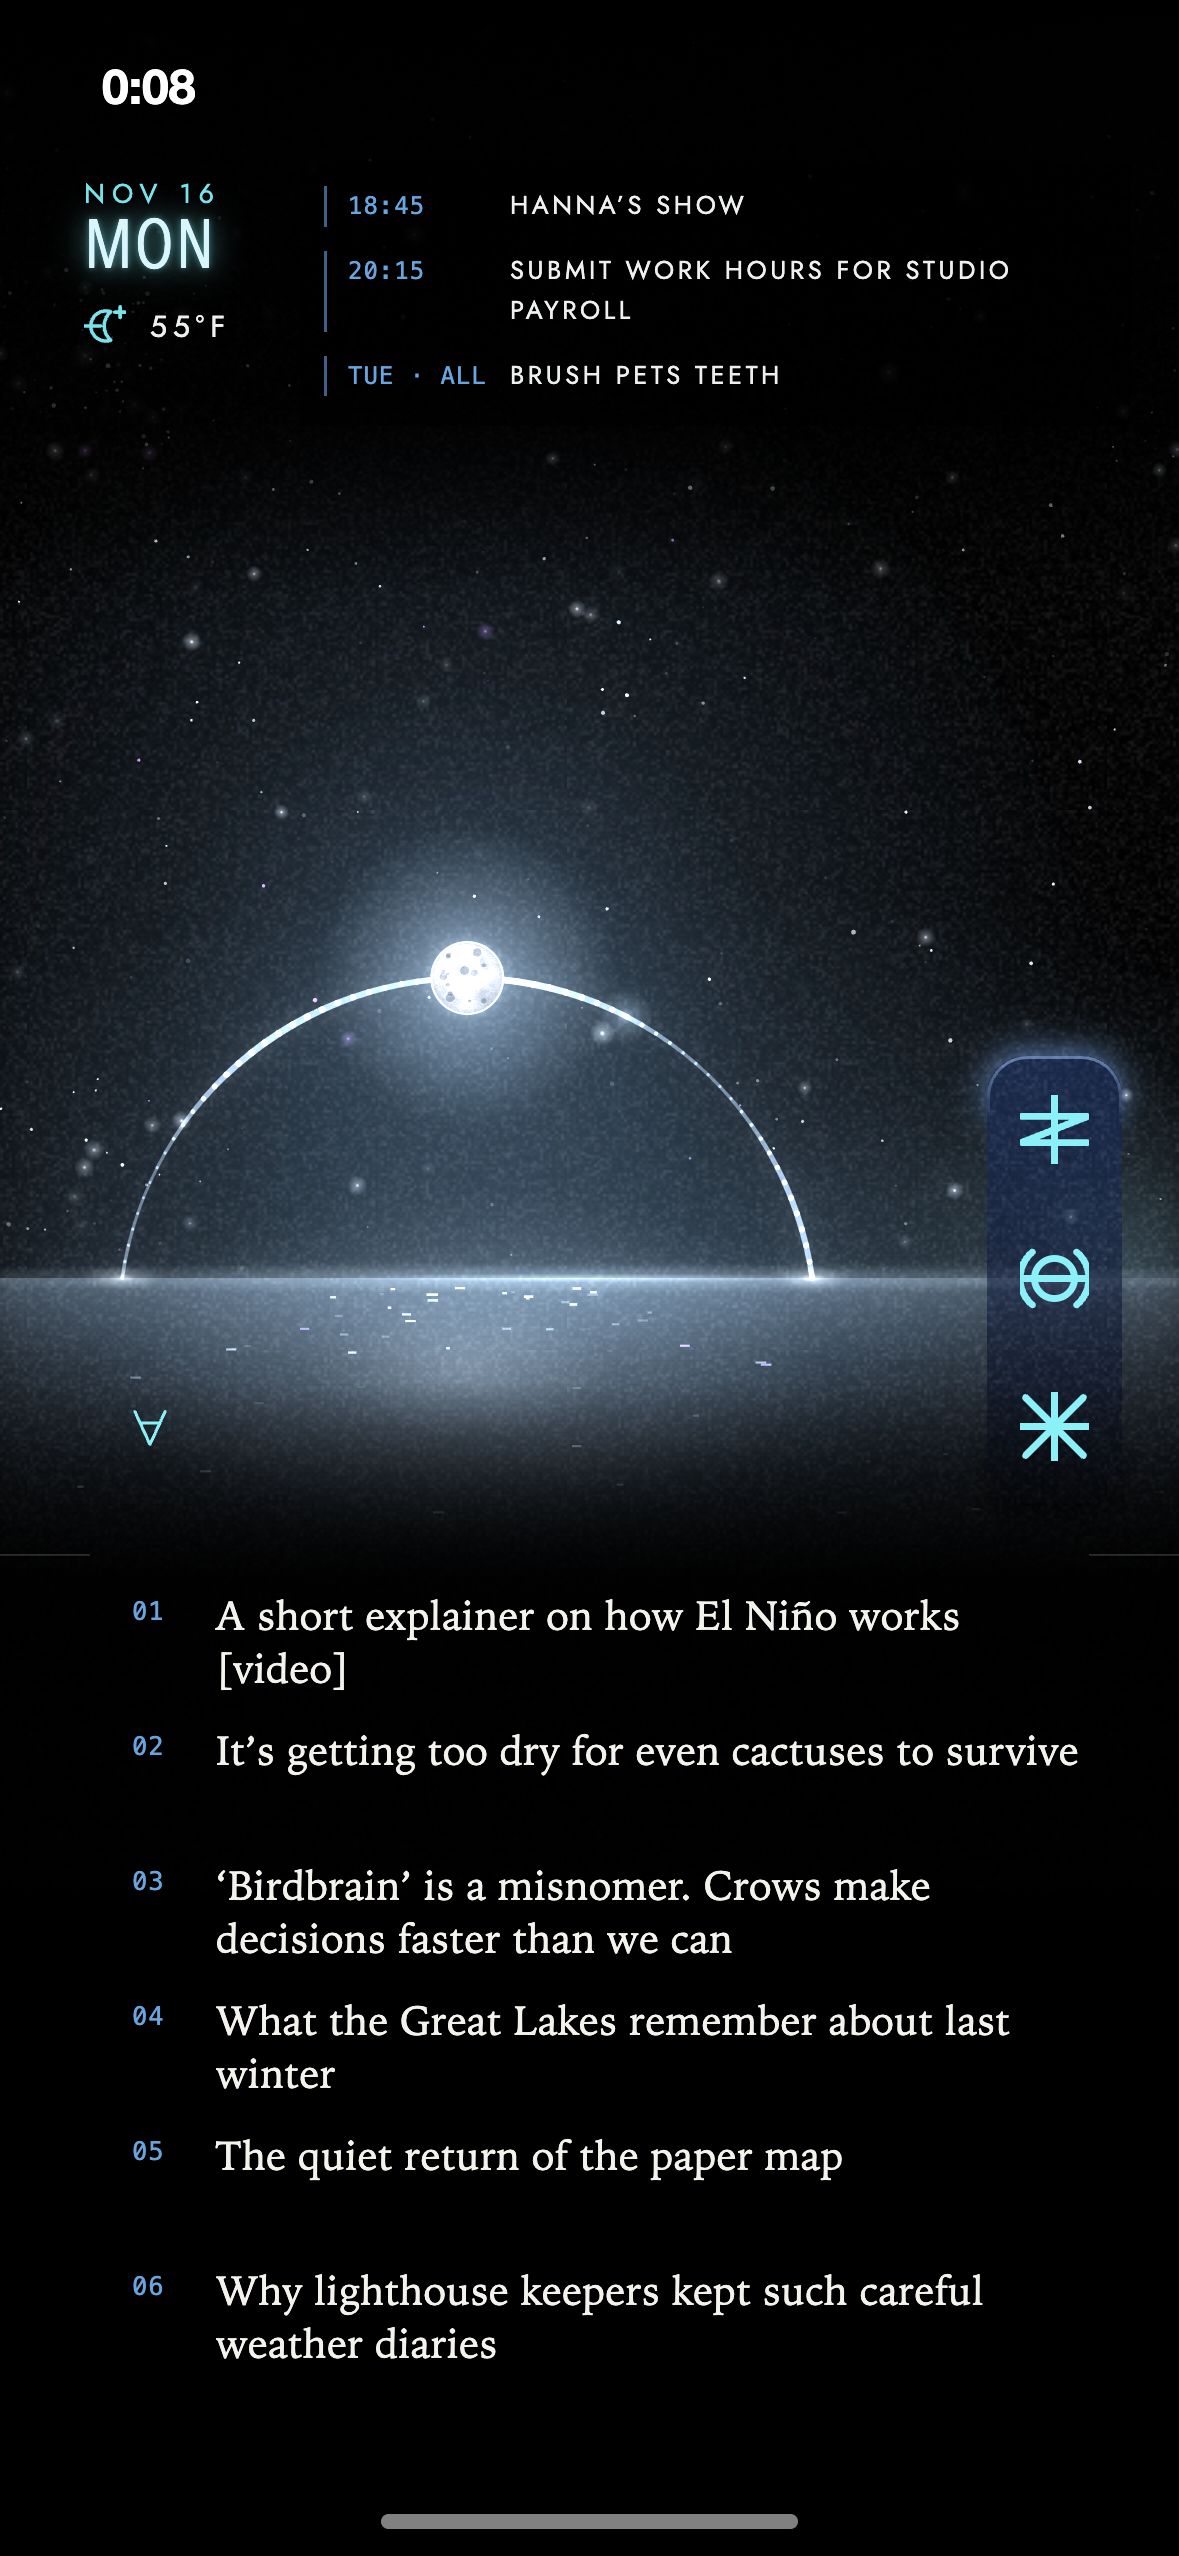 0:08
NOV 16
MON
55°F
18:45 HANNA’S SHOW
20:15 SUBMIT WORK HOURS FOR STUDIO
PAYROLL
TUE · ALL BRUSH PETS TEETH
∀
01 A short explainer on how El Niño works
[video]
02 It’s getting too dry for even cactuses to survive
03 ‘Birdbrain’ is a misnomer. Crows make
decisions faster than we can
04 What the Great Lakes remember about last
winter
05 The quiet return of the paper map
06 Why lighthouse keepers kept such careful
weather diaries